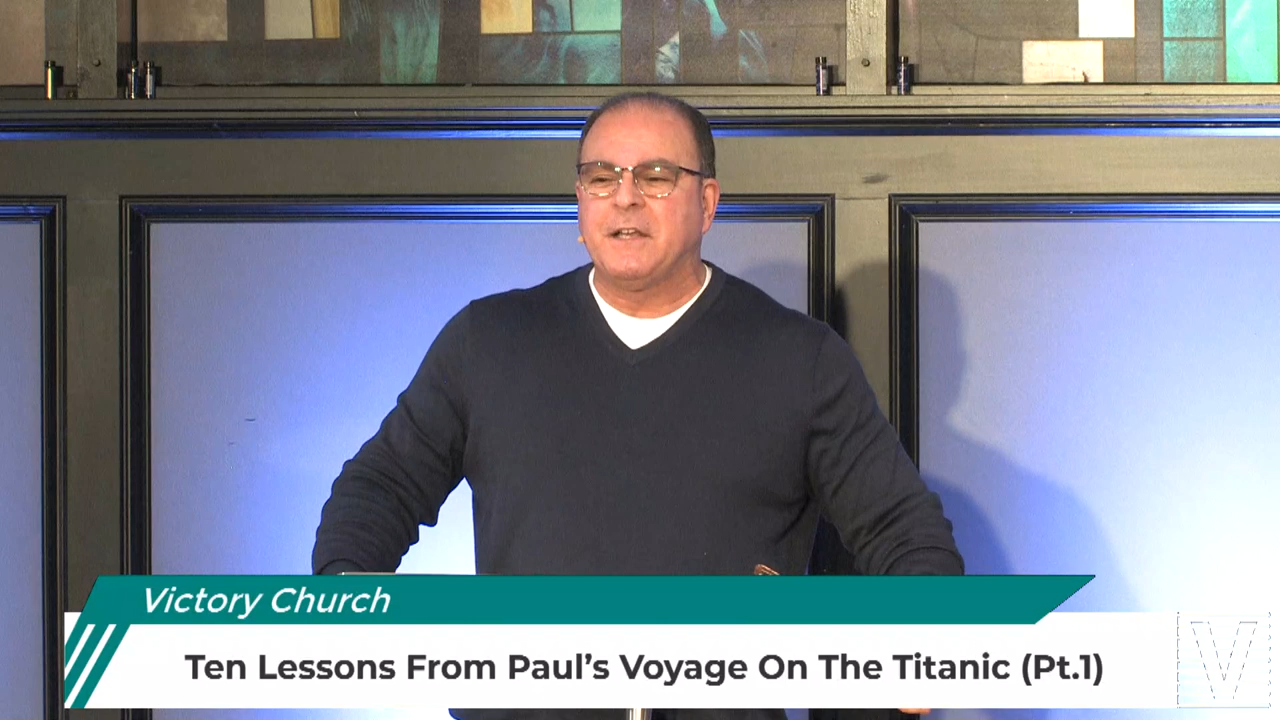 Victory Church
Ten Lessons From Paul’s Voyage On The Titanic (Pt.1)
V